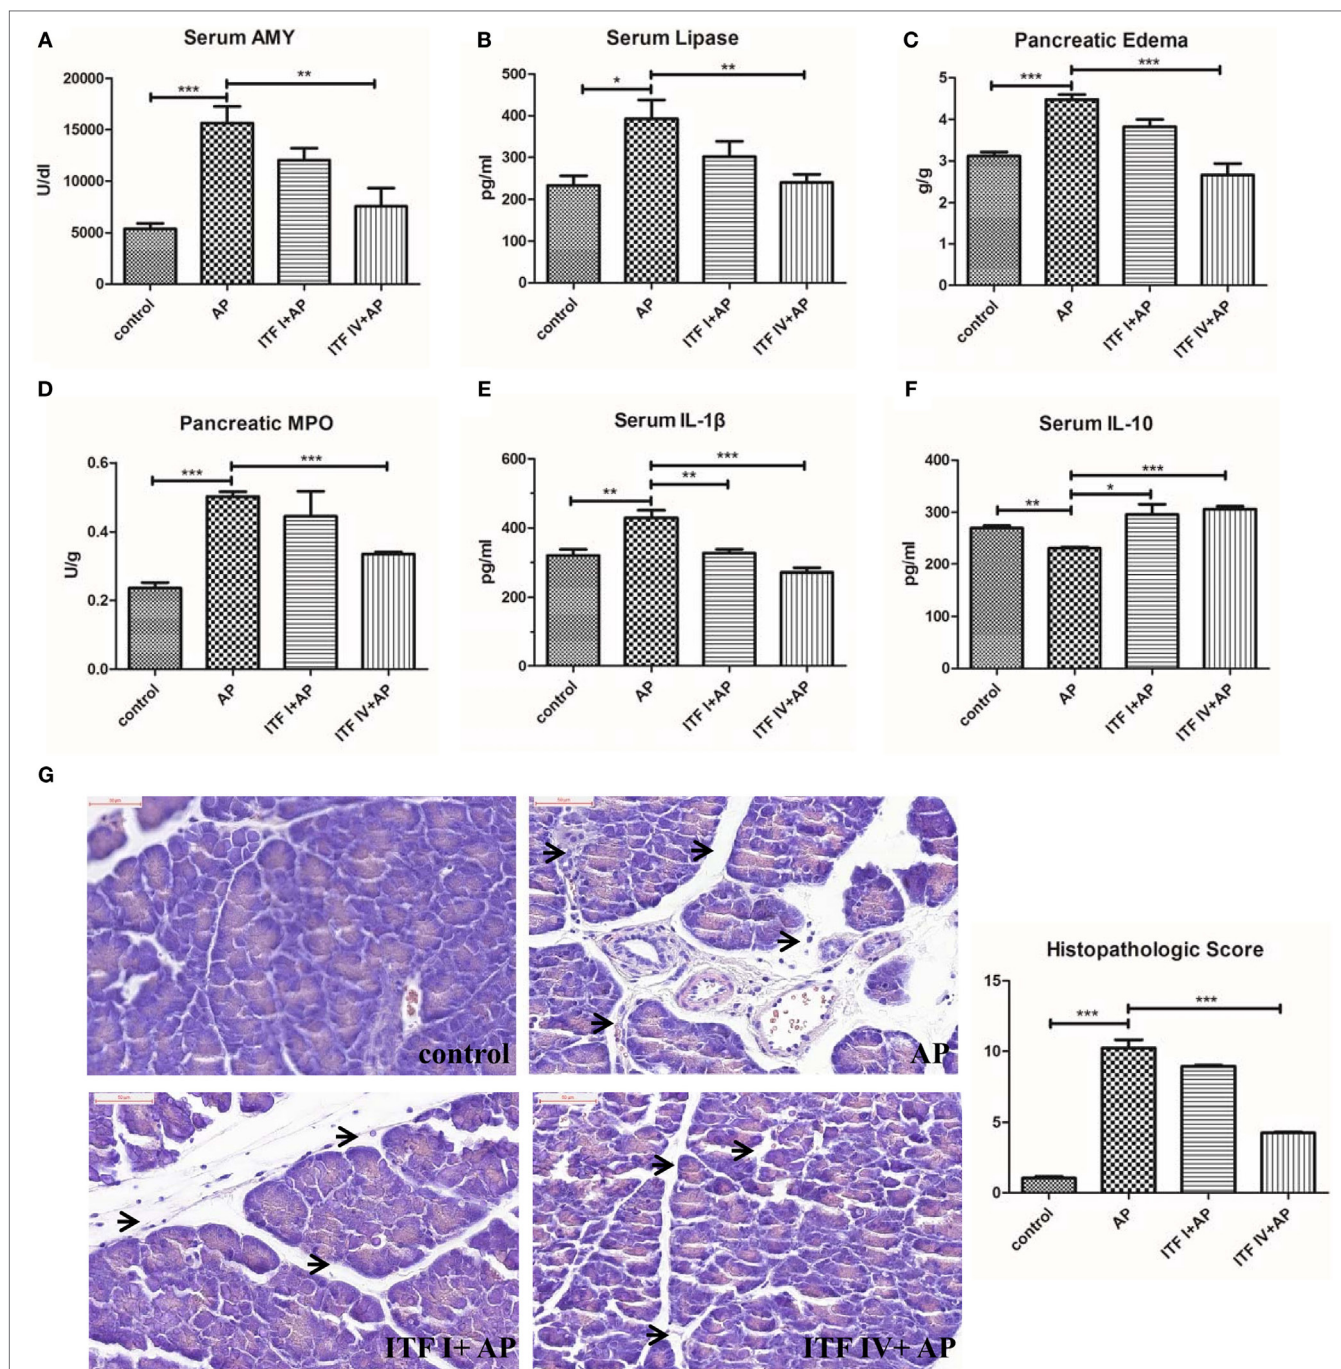 A
Serum AMY
U/dl
20000
15000
10000
5000
0
***
**
control
AP
ITF I+AP
ITF IV+AP
B
Serum Lipase
pg/ml
500
400
300
200
100
0
*
**
control
AP
ITF I+AP
ITF IV+AP
C
Pancreatic Edema
g/g
5
4
3
2
1
0
***
***
control
AP
ITF I+AP
ITF IV+AP
D
Pancreatic MPO
U/g
0.6
0.4
0.2
0.0
***
***
control
AP
ITF I+AP
ITF IV+AP
E
Serum IL-1β
pg/ml
600
400
200
0
**
**
***
control
AP
ITF I+AP
ITF IV+AP
F
Serum IL-10
pg/ml
400
300
200
100
0
**
*
***
control
AP
ITF I+AP
ITF IV+AP
G
control
AP
ITF I+ AP
ITF IV+ AP
Histopathologic Score
15
10
5
0
***
***
control
AP
ITF I+AP
ITF IV+AP